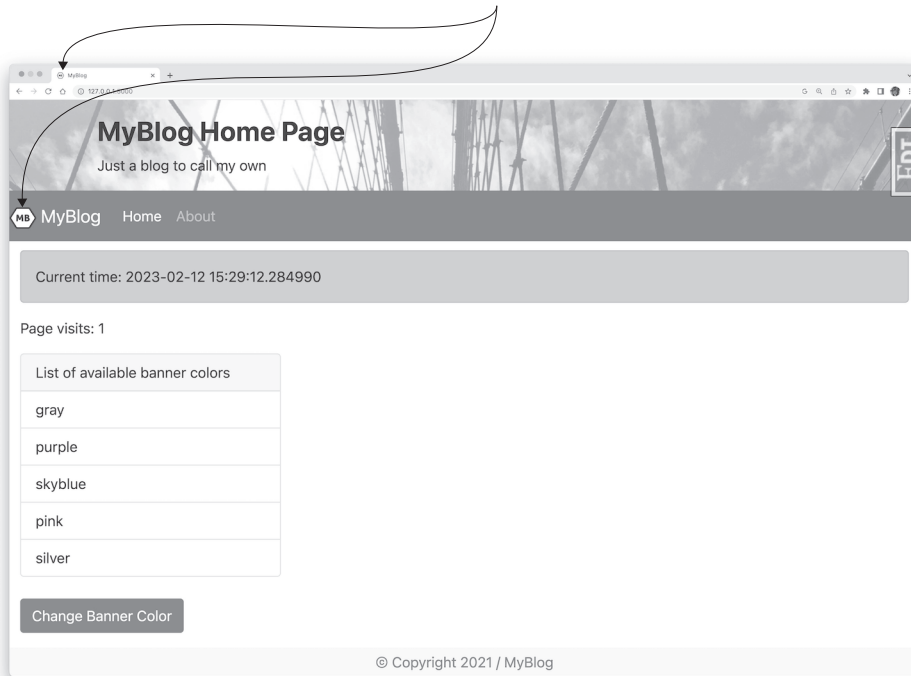 MyBlog
127.0.0.1:5000
MyBlog Home Page
Just a blog to call my own
MB MyBlog Home About
Current time: 2023-02-12 15:29:12.284990
Page visits: 1
List of available banner colors
gray
purple
skyblue
pink
silver
Change Banner Color
© Copyright 2021 / MyBlog